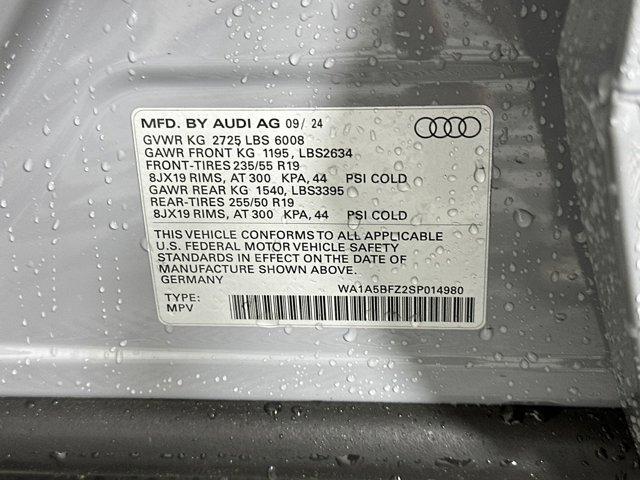 MFD. BY AUDI AG 09/ 24
GVWR KG 2725 LBS 6008
GAWR FRONT KG 1195, LBS2634
FRONT-TIRES 235/55 R19
8JX19 RIMS, AT 300 KPA, 44 PSI COLD
GAWR REAR KG 1540, LBS3395
REAR-TIRES 255/50 R19
8JX19 RIMS, AT 300 KPA, 44 PSI COLD
THIS VEHICLE CONFORMS TO ALL APPLICABLE
U.S. FEDERAL MOTOR VEHICLE SAFETY
STANDARDS IN EFFECT ON THE DATE OF
MANUFACTURE SHOWN ABOVE.
GERMANY
WA1A5BFZ2SP014980
TYPE:
MPV